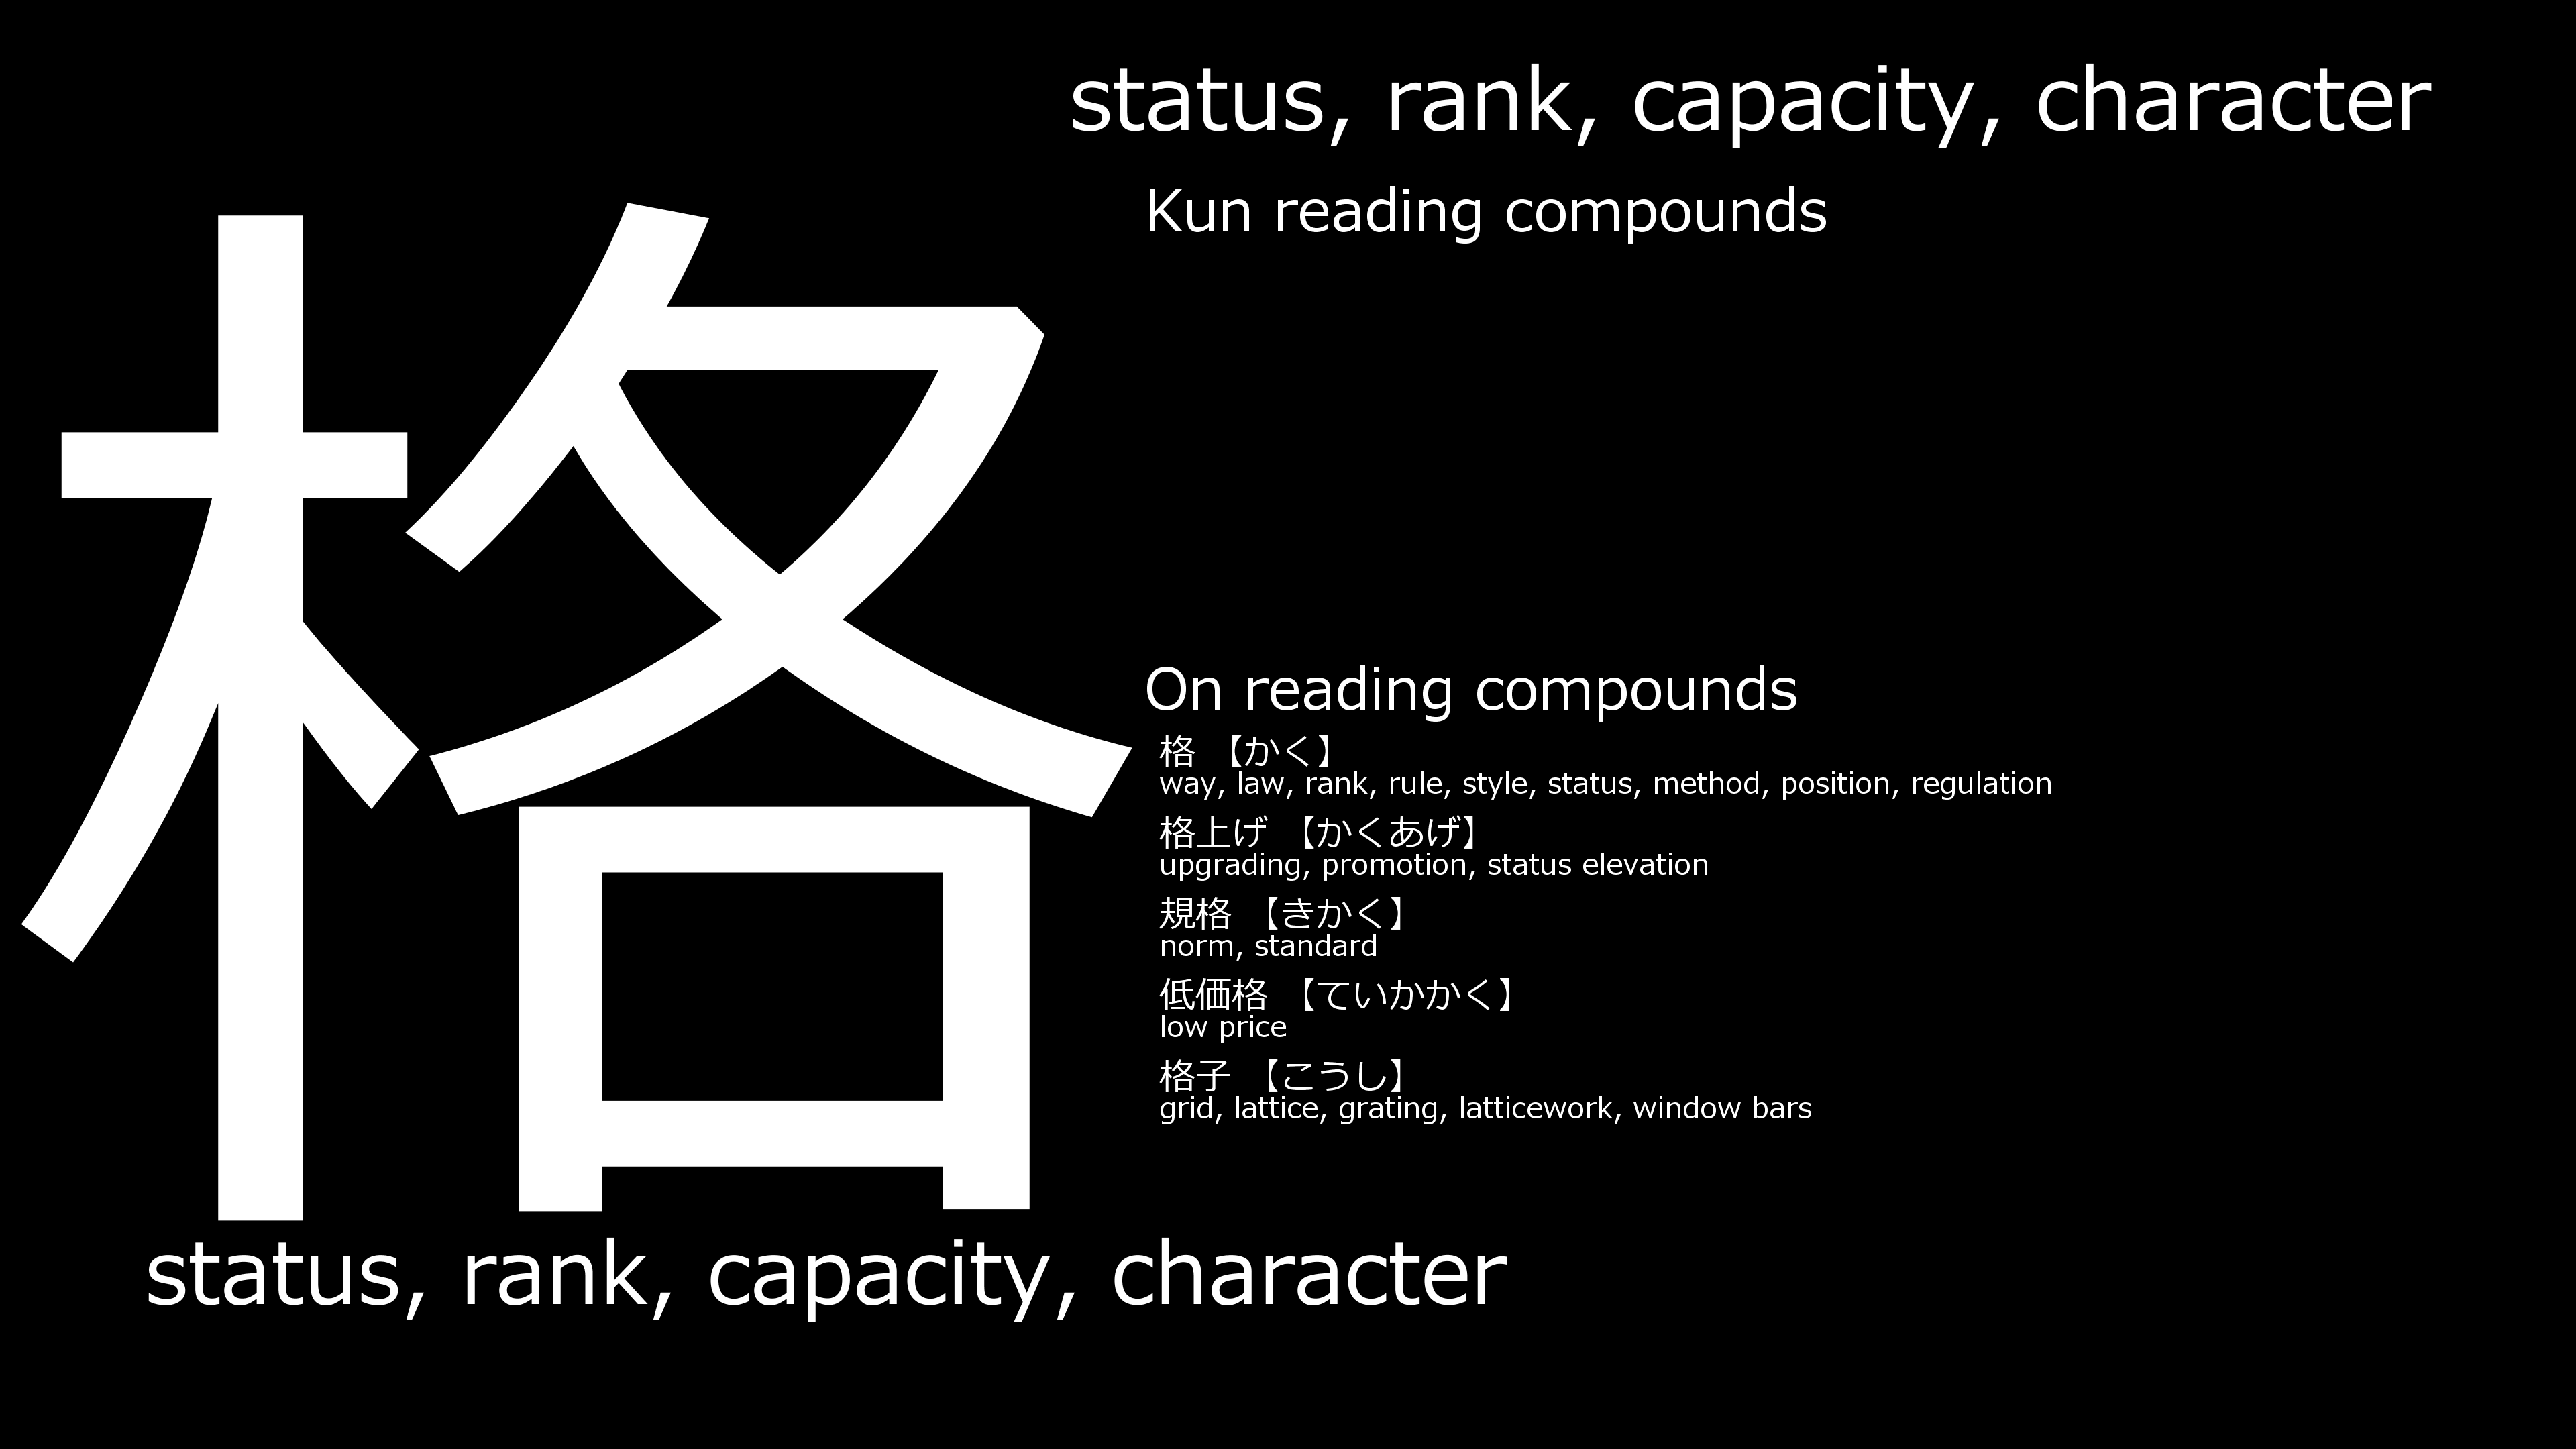 status, rank, capacity, character
Kun reading compounds
格
On reading compounds
格 【かく】
way, law, rank, rule, style, status, method, position, regulation
格上げ 【かくあげ】
upgrading, promotion, status elevation
規格 【きかく】
norm, standard
低価格 【ていかかく】
low price
格子 【こうし】
grid, lattice, grating, latticework, window bars
status, rank, capacity, character